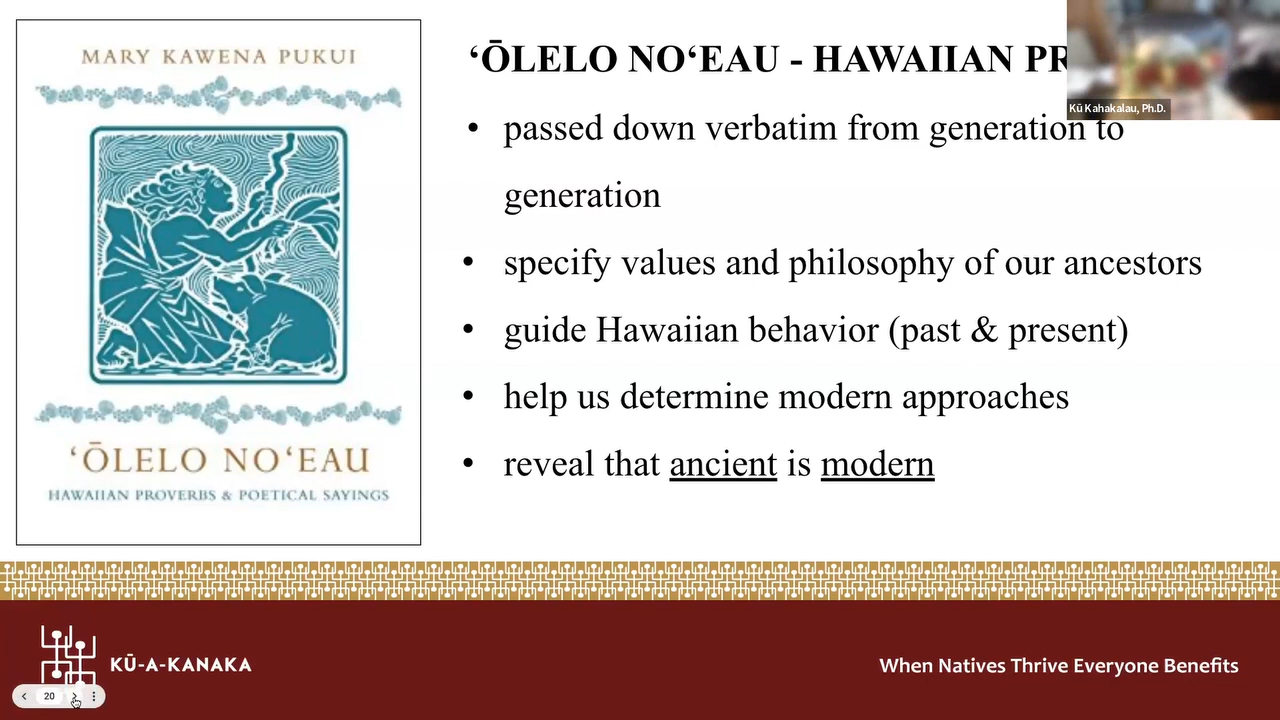 MARY KAWENA PUKUI
ʻŌLELO NOʻEAU
HAWAIIAN PROVERBS & POETICAL SAYINGS
ʻŌLELO NOʻEAU - HAWAIIAN PR
• passed down verbatim from generation to
generation
• specify values and philosophy of our ancestors
• guide Hawaiian behavior (past & present)
• help us determine modern approaches
• reveal that ancient is modern
Kū Kahakalau, Ph.D.
KŪ-A-KANAKA
When Natives Thrive Everyone Benefits
20